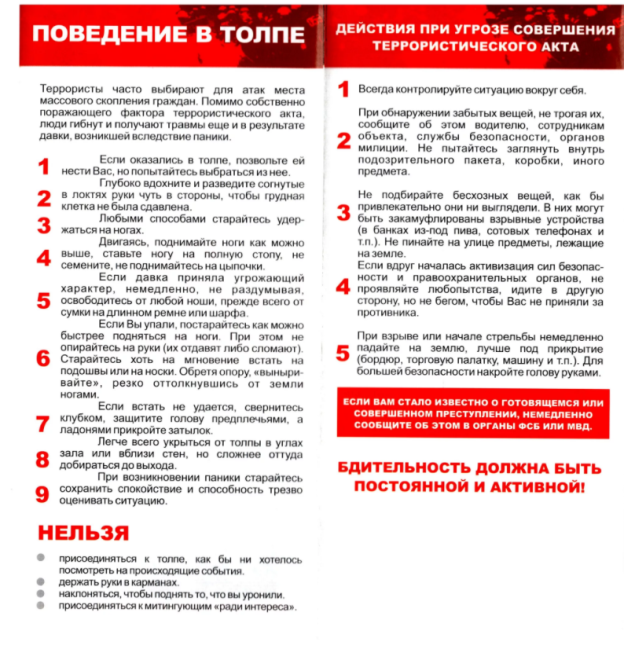 ПОВЕДЕНИЕ В ТОЛПЕ
Террористы часто выбирают для атак места
массового скопления граждан. Помимо собственно
поражающего фактора террористического акта,
люди гибнут и получают травмы еще и в результате
давки, возникшей вследствие паники.
1 Если оказались в толпе, позвольте ей
нести Вас, но попытайтесь выбраться из нее.
2 Глубоко вдохните и разведите согнутые
в локтях руки чуть в стороны, чтобы грудная
клетка не была сдавлена.
3 Любыми способами старайтесь удер-
жаться на ногах.
4 Двигаясь, поднимайте ноги как можно
выше, ставьте ногу на полную стопу, не
семените, не поднимайтесь на цыпочки.
5 Если давка приняла угрожающий
характер, немедленно, не раздумывая,
освободитесь от любой ноши, прежде всего от
сумки на длинном ремне или шарфа.
6 Если Вы упали, постарайтесь как можно
быстрее подняться на ноги. При этом не
опирайтесь на руки (их отдавят либо сломают).
Старайтесь хоть на мгновение встать на
подошвы или на носки. Обретя опору, «выныри-
вайте», резко оттолкнувшись от земли
ногами.
7 Если встать не удается, свернитесь
клубком, защитите голову предплечьями, а
ладонями прикройте затылок.
8 Легче всего укрыться от толпы в углах
зала или вблизи стен, но сложнее оттуда
добираться до выхода.
9 При возникновении паники старайтесь
сохранить спокойствие и способность трезво
оценивать ситуацию.
НЕЛЬЗЯ
присоединяться к толпе, как бы ни хотелось
посмотреть на происходящие события.
держать руки в карманах.
наклоняться, чтобы поднять то, что вы уронили.
присоединяться к митингующим «ради интереса».
ДЕЙСТВИЯ ПРИ УГРОЗЕ СОВЕРШЕНИЯ
ТЕРРОРИСТИЧЕСКОГО АКТА
1 Всегда контролируйте ситуацию вокруг себя.
2 При обнаружении забытых вещей, не трогая их,
сообщите об этом водителю, сотрудникам
объекта, службы безопасности, органов
милиции. Не пытайтесь заглянуть внутрь
подозрительного пакета, коробки, иного
предмета.
3 Не подбирайте бесхозных вещей, как бы
привлекательно они ни выглядели. В них могут
быть закамуфлированы взрывные устройства
(в банках из-под пива, сотовых телефонах и
т.п.). Не пинайте на улице предметы, лежащие
на земле.
4 Если вдруг началась активизация сил безопас-
ности и правоохранительных органов, не
проявляйте любопытства, идите в другую
сторону, но не бегом, чтобы Вас не приняли за
противника.
5 При взрыве или начале стрельбы немедленно
падайте на землю, лучше под прикрытие
(бордюр, торговую палатку, машину и т.п.). Для
большей безопасности накройте голову руками.
ЕСЛИ ВАМ СТАЛО ИЗВЕСТНО О ГОТОВЯЩЕМСЯ ИЛИ
СОВЕРШЕННОМ ПРЕСТУПЛЕНИИ, НЕМЕДЛЕННО
СООБЩИТЕ ОБ ЭТОМ В ОРГАНЫ ФСБ ИЛИ МВД.
БДИТЕЛЬНОСТЬ ДОЛЖНА БЫТЬ
ПОСТОЯННОЙ И АКТИВНОЙ!